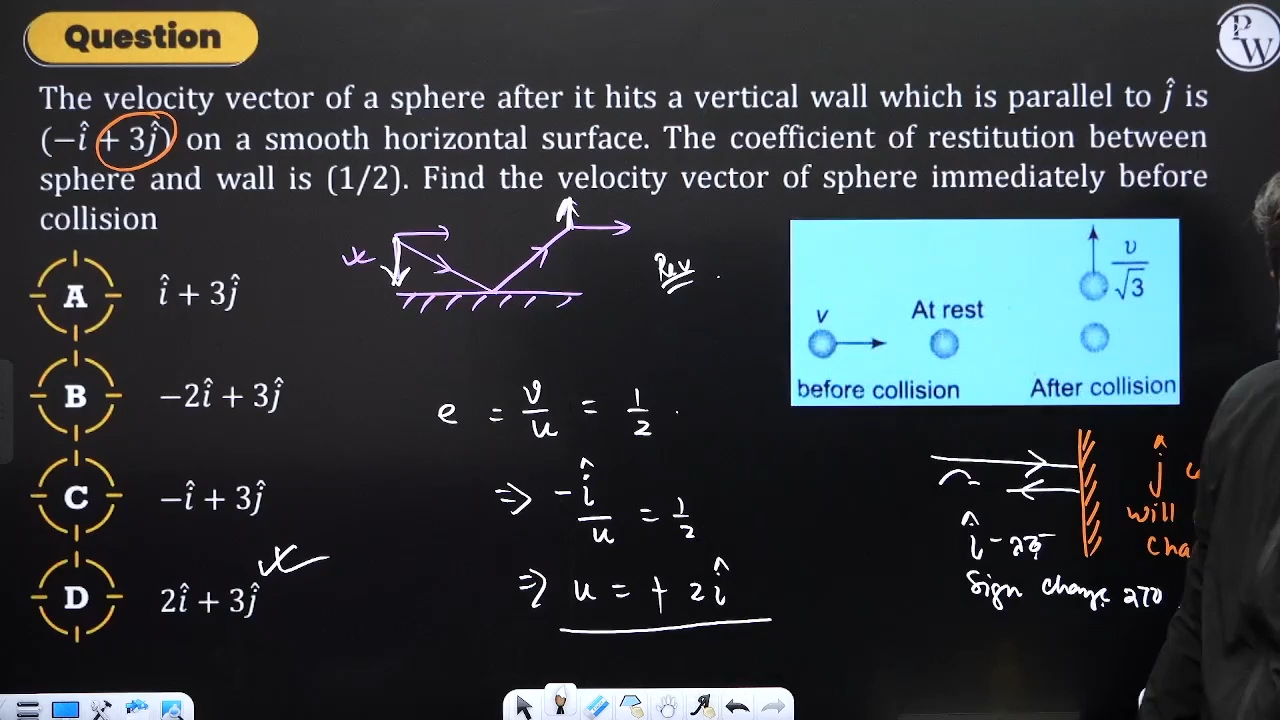 Question
PW
The velocity vector of a sphere after it hits a vertical wall which is parallel to ĵ is
(−î + 3ĵ) on a smooth horizontal surface. The coefficient of restitution between
sphere and wall is (1/2). Find the velocity vector of sphere immediately before
collision
A î + 3ĵ
B −2î + 3ĵ
C −î + 3ĵ
D 2î + 3ĵ
Rev
e = v/u = 1/2
⇒ −î/u = 1/2
⇒ u = + 2î
v
At rest
v/√3
before collision
After collision
ĵ
will
cha
î
Sign change